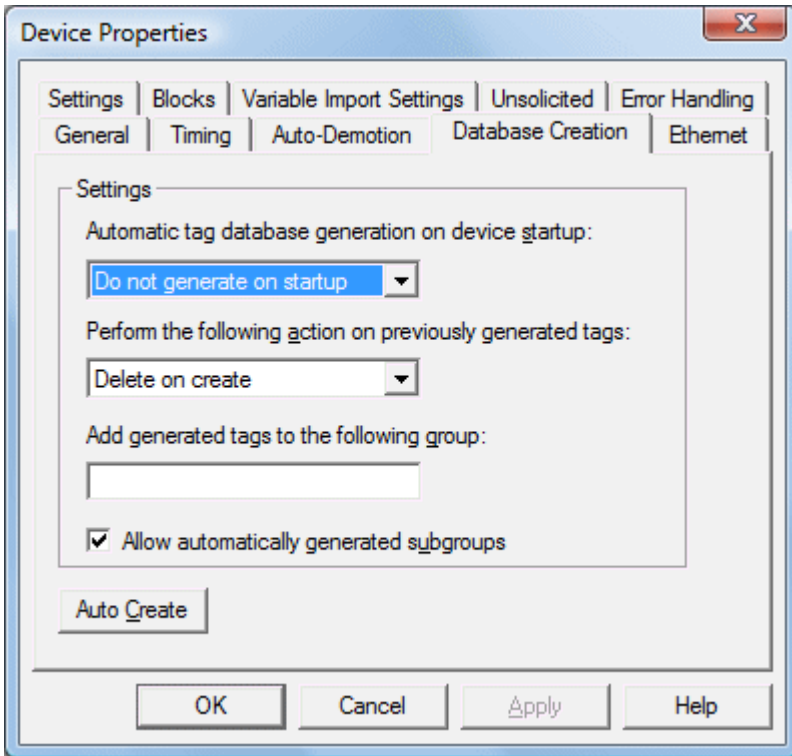 Device Properties
Settings Blocks Variable Import Settings Unsolicited Error Handling
General Timing Auto-Demotion Database Creation Ethernet
Settings
Automatic tag database generation on device startup:
Do not generate on startup
Perform the following action on previously generated tags:
Delete on create
Add generated tags to the following group:
Allow automatically generated subgroups
Auto Create
OK Cancel Apply Help